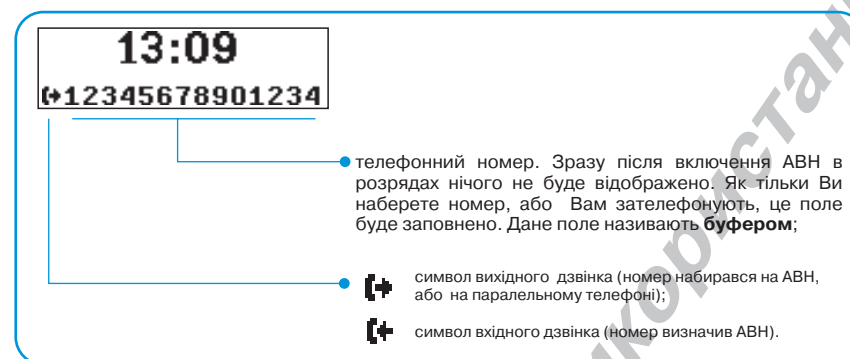 13:09
12345678901234
телефонний номер. Зразу після включення АВН в
розрядах нічого не буде відображено. Як тільки Ви
наберете номер, або Вам зателефонують, це поле
буде заповнено. Дане поле називають буфером;
символ вихідного дзвінка (номер набирався на АВН,
або на паралельному телефоні);
символ вхідного дзвінка (номер визначив АВН).